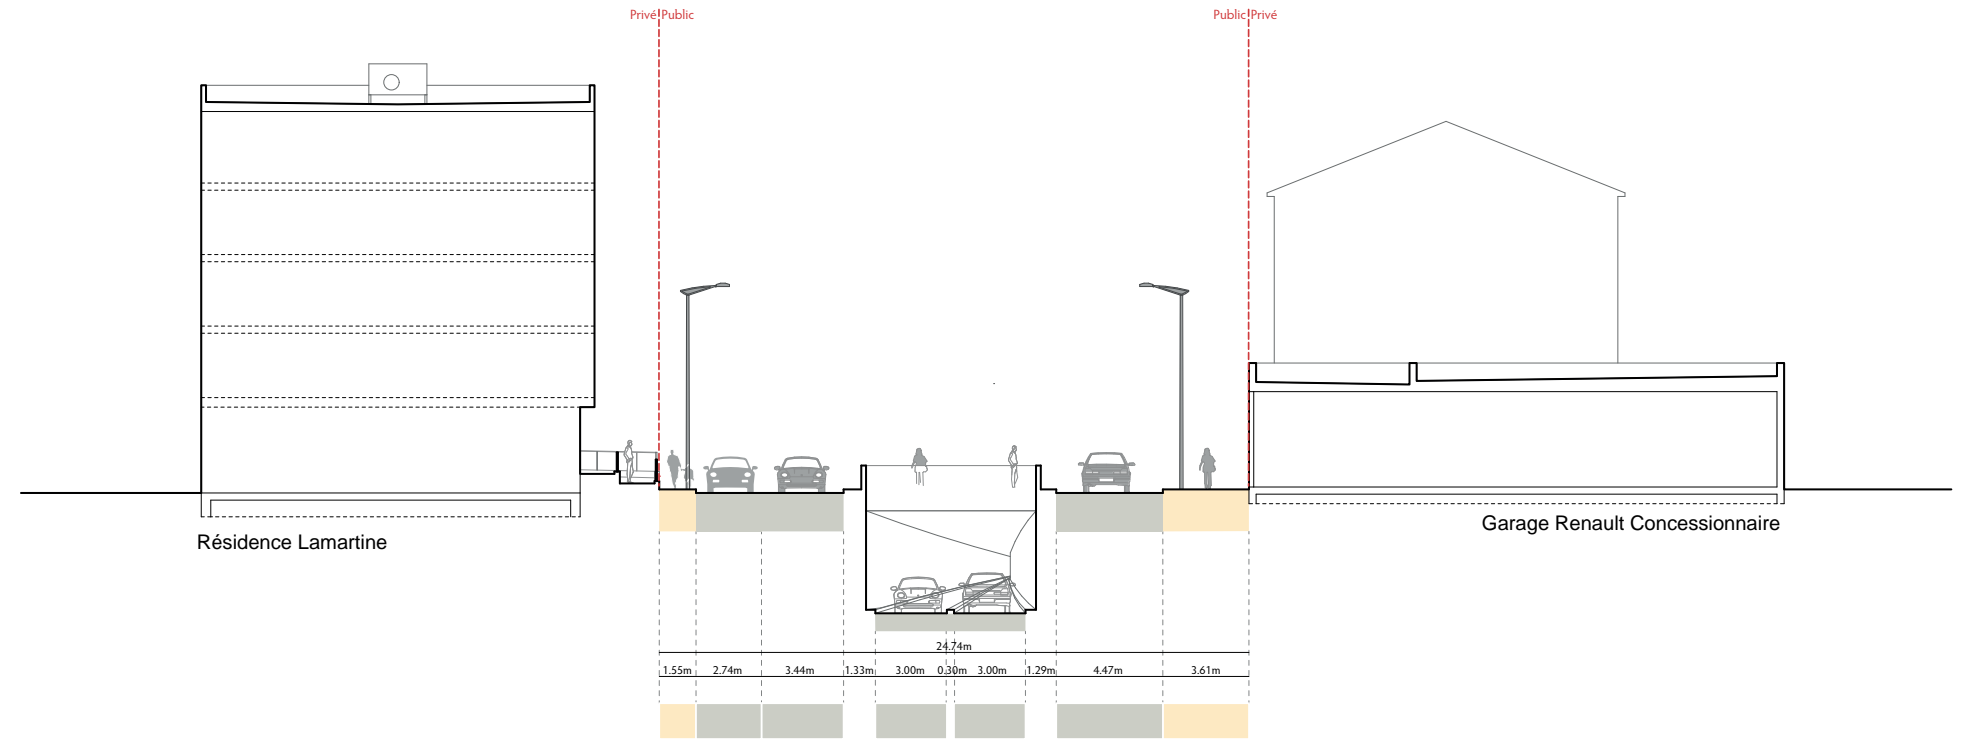 Privé Public
Public Privé
Résidence Lamartine
Garage Renault Concessionnaire
24.74m
1.55m 2.74m 3.44m 1.33m 3.00m 0.30m 3.00m 1.29m 4.47m 3.61m